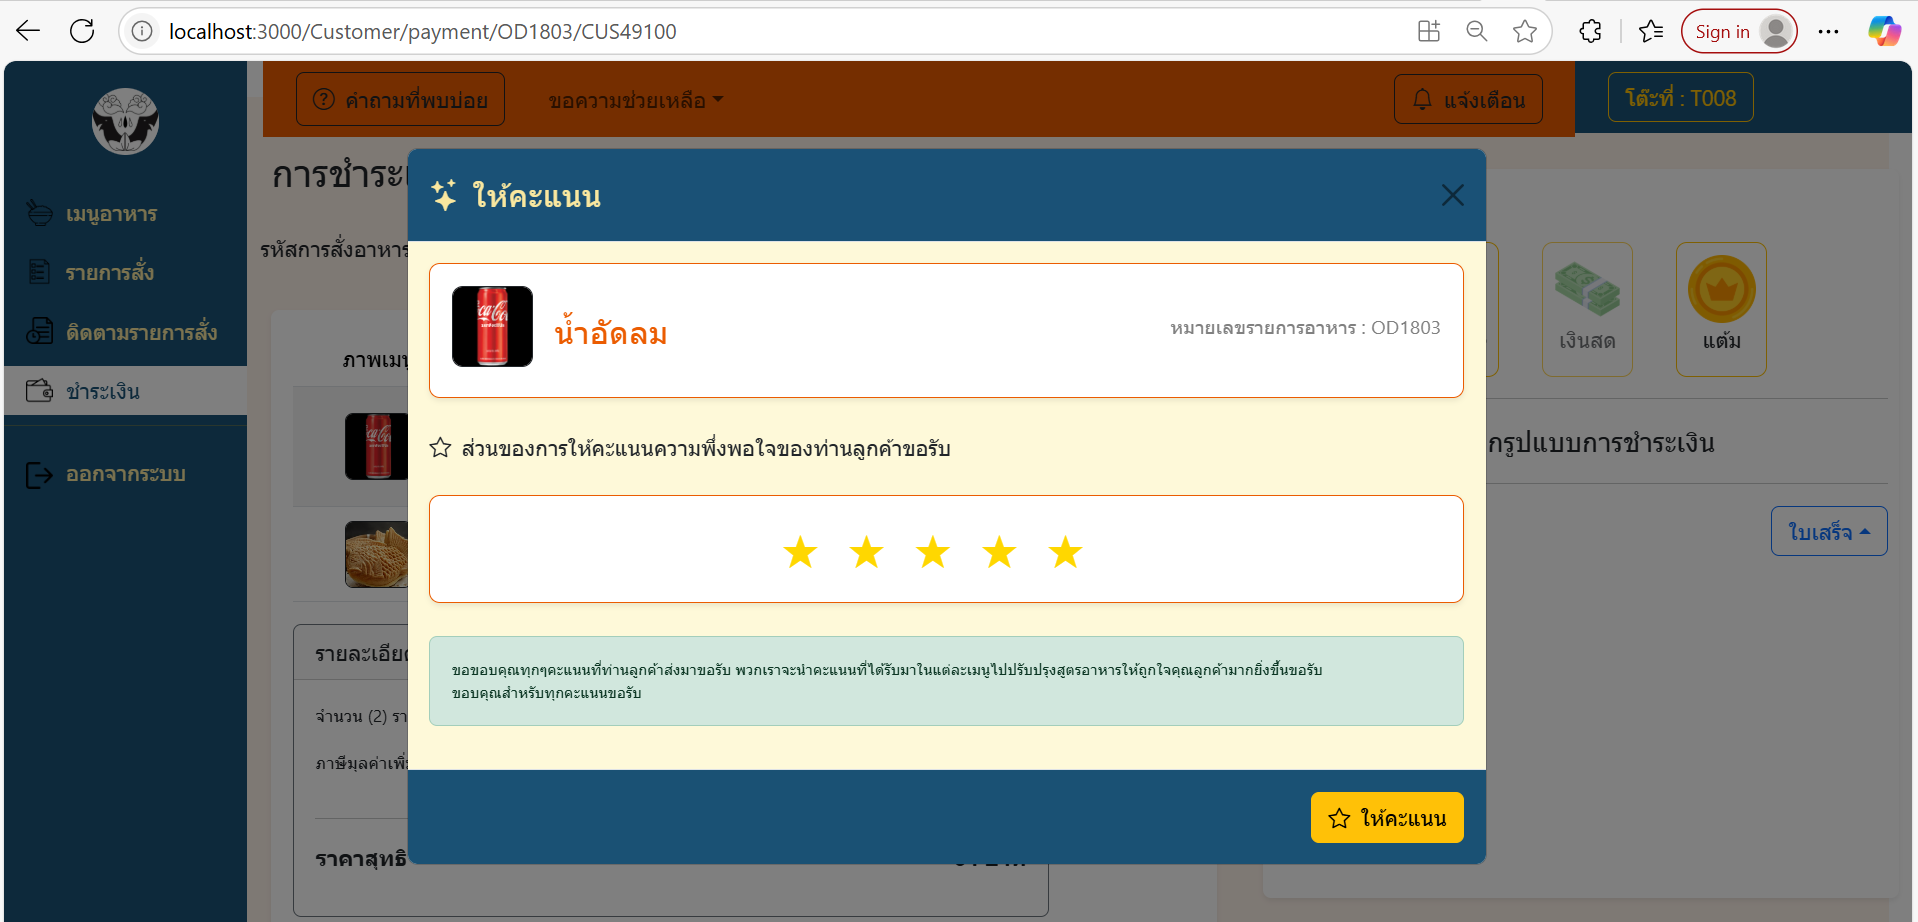 localhost:3000/Customer/payment/OD1803/CUS49100
Sign in
คำถามที่พบบ่อย
ขอความช่วยเหลือ
แจ้งเตือน
โต๊ะที่ : T008
เมนูอาหาร
รายการสั่ง
ติดตามรายการสั่ง
ชำระเงิน
ออกจากระบบ
การชำระ
รหัสการสั่งอาหาร
ภาพเมนู
รายละเอียด
จำนวน (2) รา
ภาษีมูลค่าเพิ่
ราคาสุทธิ
ให้คะแนน
น้ำอัดลม
หมายเลขรายการอาหาร : OD1803
ส่วนของการให้คะแนนความพึ่งพอใจของท่านลูกค้าขอรับ
ขอขอบคุณทุกๆคะแนนที่ท่านลูกค้าส่งมาขอรับ พวกเราจะนำคะแนนที่ได้รับมาในแต่ละเมนูไปปรับปรุงสูตรอาหารให้ถูกใจคุณลูกค้ามากยิ่งขึ้นขอรับ
ขอบคุณสำหรับทุกคะแนนขอรับ
ให้คะแนน
เงินสด
แต้ม
กรูปแบบการชำระเงิน
ใบเสร็จ